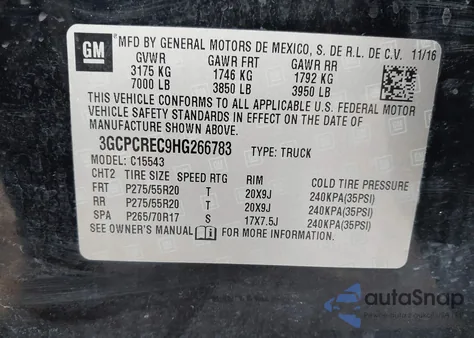 GM
MFD BY GENERAL MOTORS DE MEXICO, S. DE R.L. DE C.V. 11/16
GVWR GAWR FRT GAWR RR
3175 KG 1746 KG 1792 KG
7000 LB 3850 LB 3950 LB
THIS VEHICLE CONFORMS TO ALL APPLICABLE U.S. FEDERAL MOTOR
VEHICLE SAFETY STANDARDS IN EFFECT ON THE DATE OF
MANUFACTURE SHOWN ABOVE.
3GCPCREC9HG266783 TYPE: TRUCK
MODEL: C15543
CHT2 TIRE SIZE SPEED RTG RIM COLD TIRE PRESSURE
FRT P275/55R20 T 20X9J 240KPA(35PSI)
RR P275/55R20 T 20X9J 240KPA(35PSI)
SPA P265/70R17 S 17X7.5J 240KPA(35PSI)
SEE OWNER'S MANUAL FOR MORE INFORMATION.
autoSnap